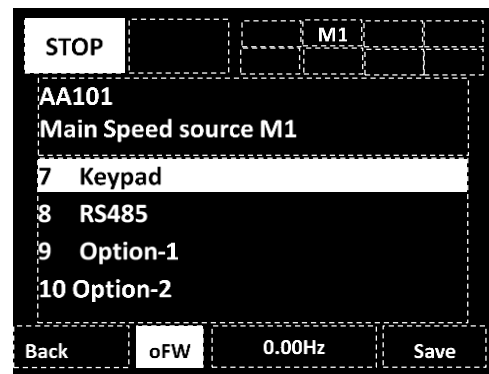 STOP
M1
AA101
Main Speed source M1
7 Keypad
8 RS485
9 Option-1
10 Option-2
Back oFW 0.00Hz Save